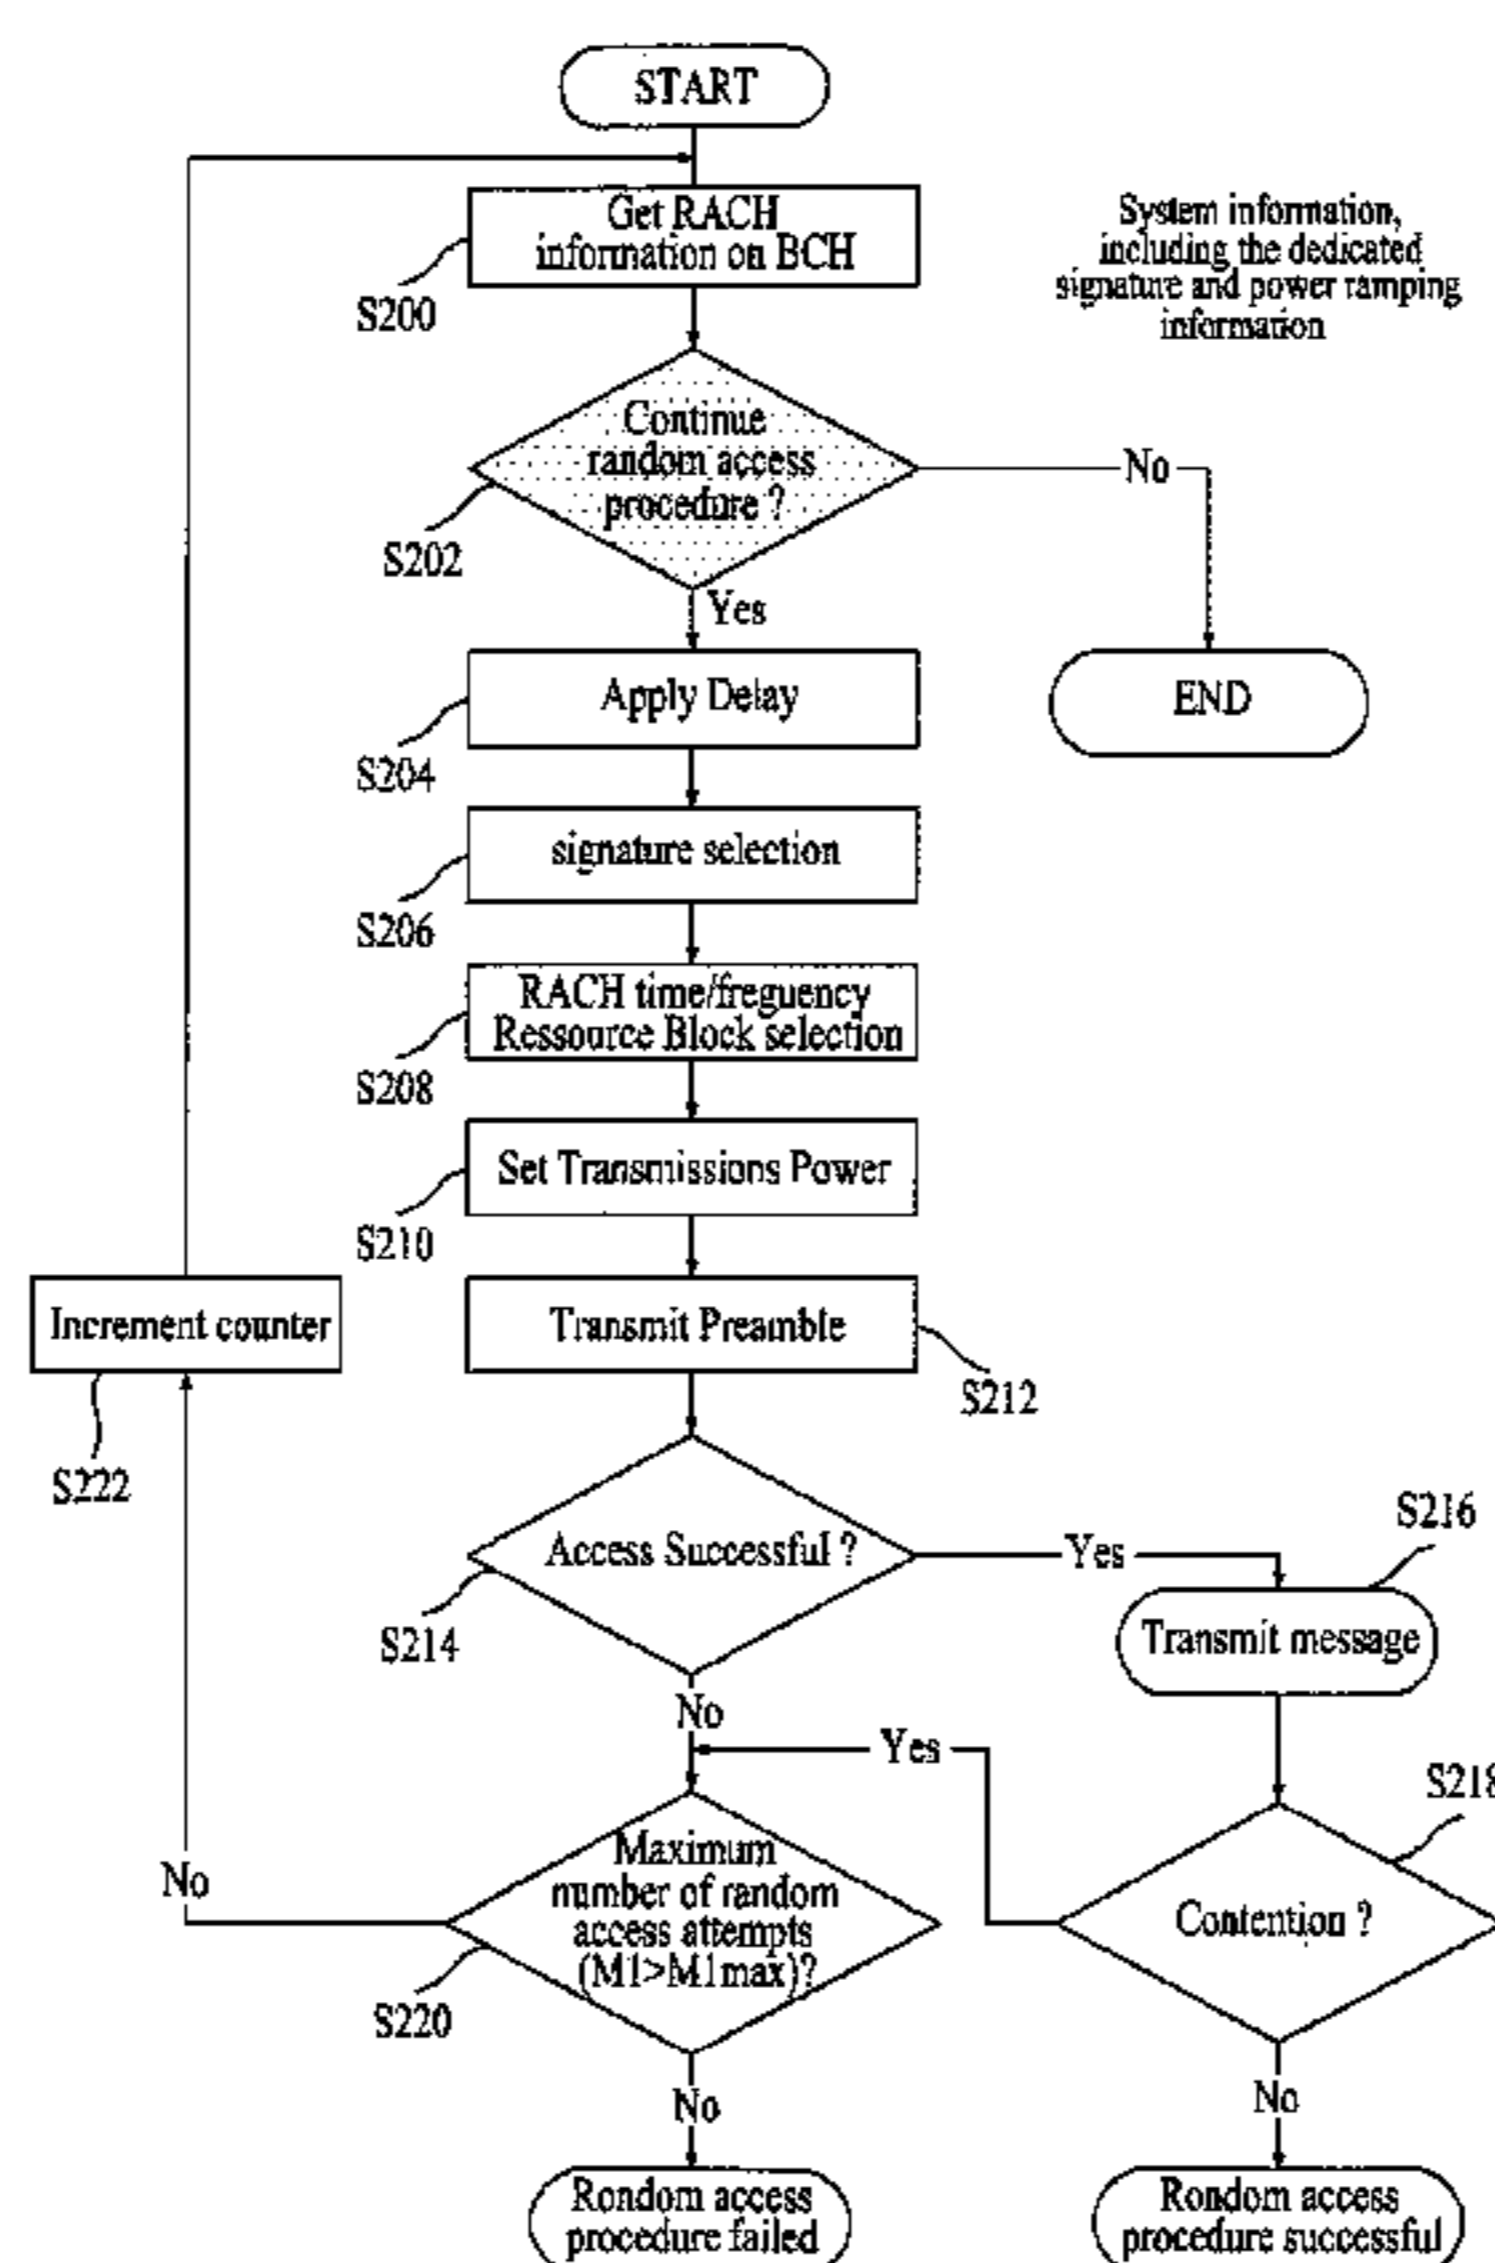 START
Get RACH
information on BCH
S200
System information,
including the dedicated
signature and power ramping
information
Continue
random access
procedure ?
S202
No
Yes
END
Apply Delay
S204
signature selection
S206
RACH time/freguency
Ressource Block selection
S208
Set Transmissions Power
S210
Increment counter
S222
Transmit Preamble
S212
Access Successful ?
S214
Yes
S216
Transmit message
No
Yes
S218
Contention ?
Maximum
number of random
access attempts
(M1>M1max)?
S220
No
No
No
Rondom access
procedure failed
Rondom access
procedure successful